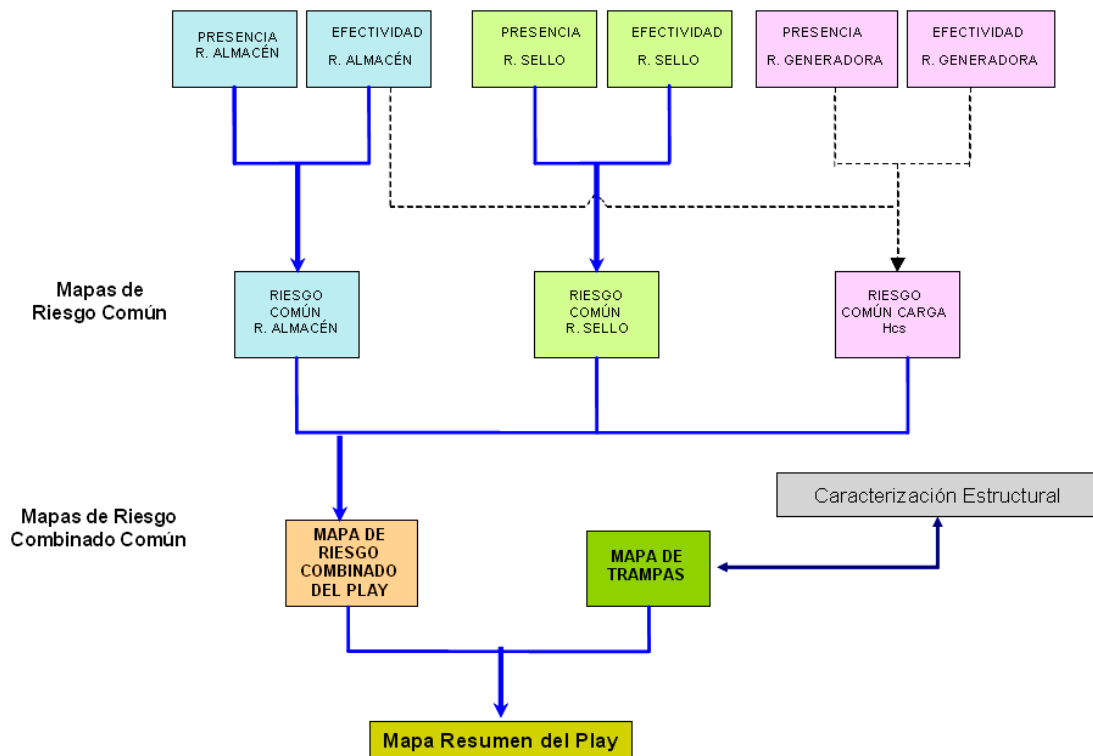 PRESENCIA
R. ALMACÉN
EFECTIVIDAD
R. ALMACÉN
PRESENCIA
R. SELLO
EFECTIVIDAD
R. SELLO
PRESENCIA
R. GENERADORA
EFECTIVIDAD
R. GENERADORA
Mapas de
Riesgo Común
RIESGO
COMÚN
R. ALMACÉN
RIESGO
COMÚN
R. SELLO
RIESGO
COMÚN CARGA
Hcs
Mapas de Riesgo
Combinado Común
MAPA DE
RIESGO
COMBINADO
DEL PLAY
MAPA DE
TRAMPAS
Caracterización Estructural
Mapa Resumen del Play